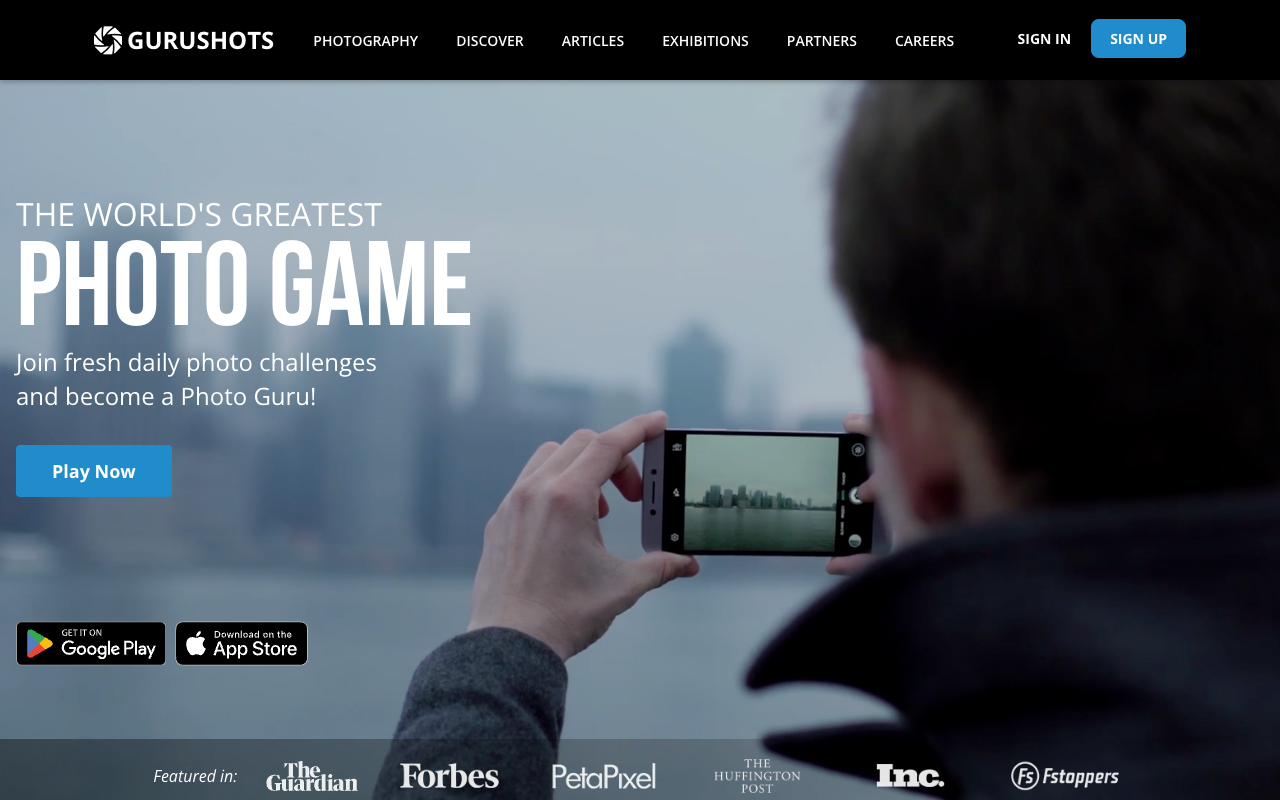 GURUSHOTS
PHOTOGRAPHY
DISCOVER
ARTICLES
EXHIBITIONS
PARTNERS
CAREERS
SIGN IN
SIGN UP
THE WORLD'S GREATEST
PHOTO GAME
Join fresh daily photo challenges
and become a Photo Guru!
Play Now
GET IT ON
Google Play
Download on the
App Store
Featured in:
The
Guardian
Forbes
PetaPixel
THE
HUFFINGTON
POST
Inc.
Fs Fstoppers